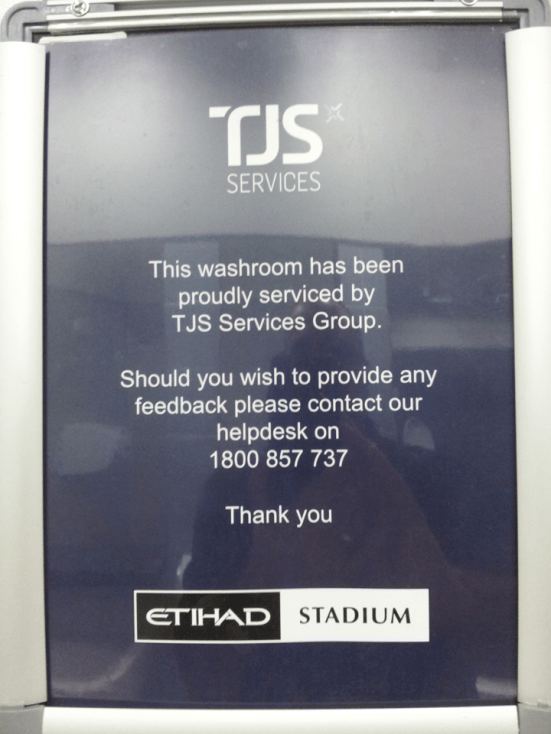 TJS
SERVICES
This washroom has been
proudly serviced by
TJS Services Group.
Should you wish to provide any
feedback please contact our
helpdesk on
1800 857 737
Thank you
ETIHAD STADIUM